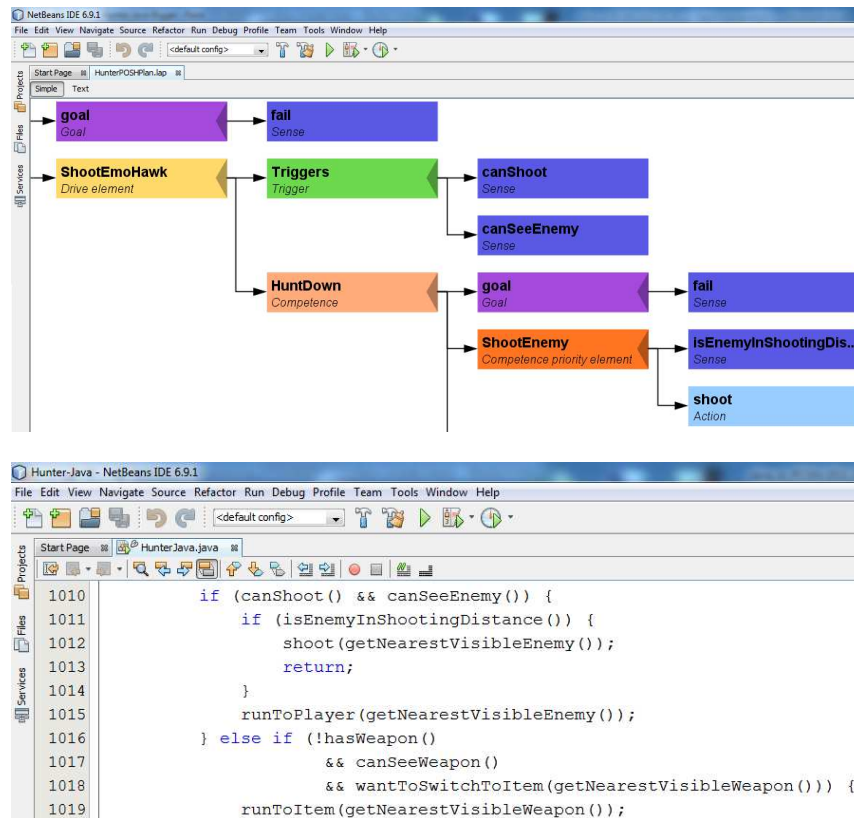 NetBeans IDE 6.9.1
File Edit View Navigate Source Refactor Run Debug Profile Team Tools Window Help
<default config>
Start Page HunterPOSHPlan.lap
Simple Text
Projects
Files
Services
goal
Goal
fail
Sense
ShootEmoHawk
Drive element
Triggers
Trigger
canShoot
Sense
canSeeEnemy
Sense
HuntDown
Competence
goal
Goal
fail
Sense
ShootEnemy
Competence priority element
isEnemyInShootingDis...
Sense
shoot
Action
Hunter-Java - NetBeans IDE 6.9.1
File Edit View Navigate Source Refactor Run Debug Profile Team Tools Window Help
<default config>
Start Page HunterJava.java
Projects
Files
Services
1010 if (canShoot() && canSeeEnemy()) {
1011 if (isEnemyInShootingDistance()) {
1012 shoot(getNearestVisibleEnemy());
1013 return;
1014 }
1015 runToPlayer(getNearestVisibleEnemy());
1016 } else if (!hasWeapon()
1017 && canSeeWeapon()
1018 && wantToSwitchToItem(getNearestVisibleWeapon())) {
1019 runToItem(getNearestVisibleWeapon());